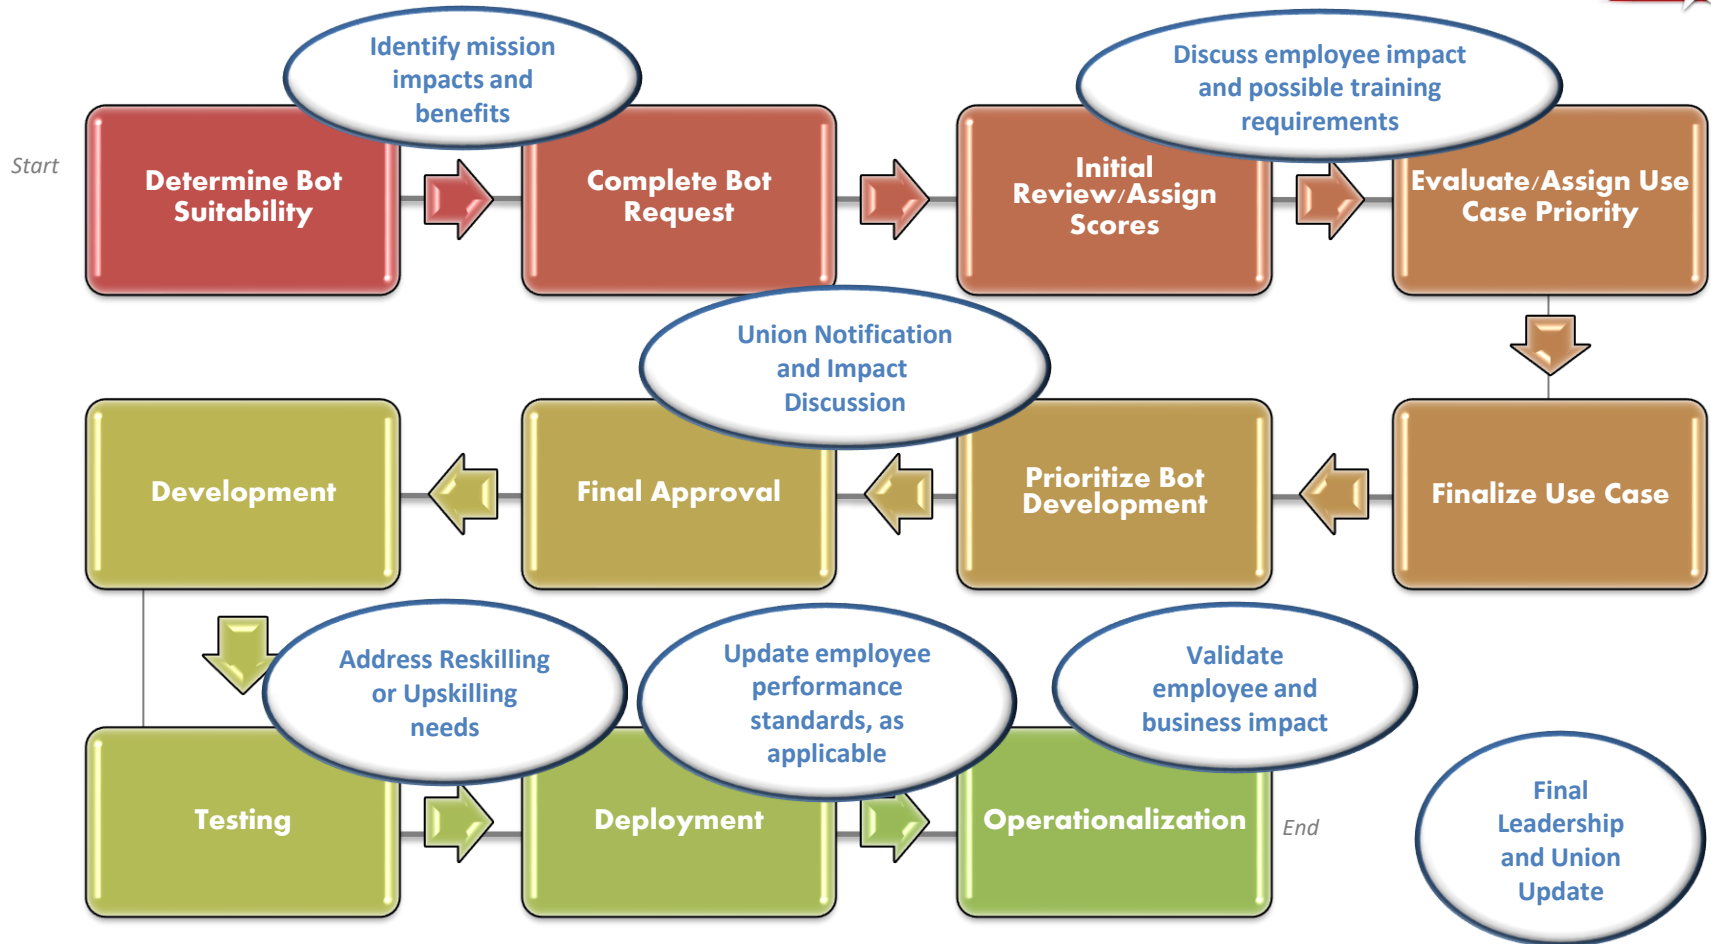 Identify mission
impacts and
benefits
Discuss employee impact
and possible training
requirements
Start
Determine Bot
Suitability
Complete Bot
Request
Initial
Review/Assign
Scores
Evaluate/Assign Use
Case Priority
Union Notification
and Impact
Discussion
Development
Final Approval
Prioritize Bot
Development
Finalize Use Case
Address Reskilling
or Upskilling
needs
Update employee
performance
standards, as
applicable
Validate
employee and
business impact
Testing
Deployment
Operationalization
End
Final
Leadership
and Union
Update